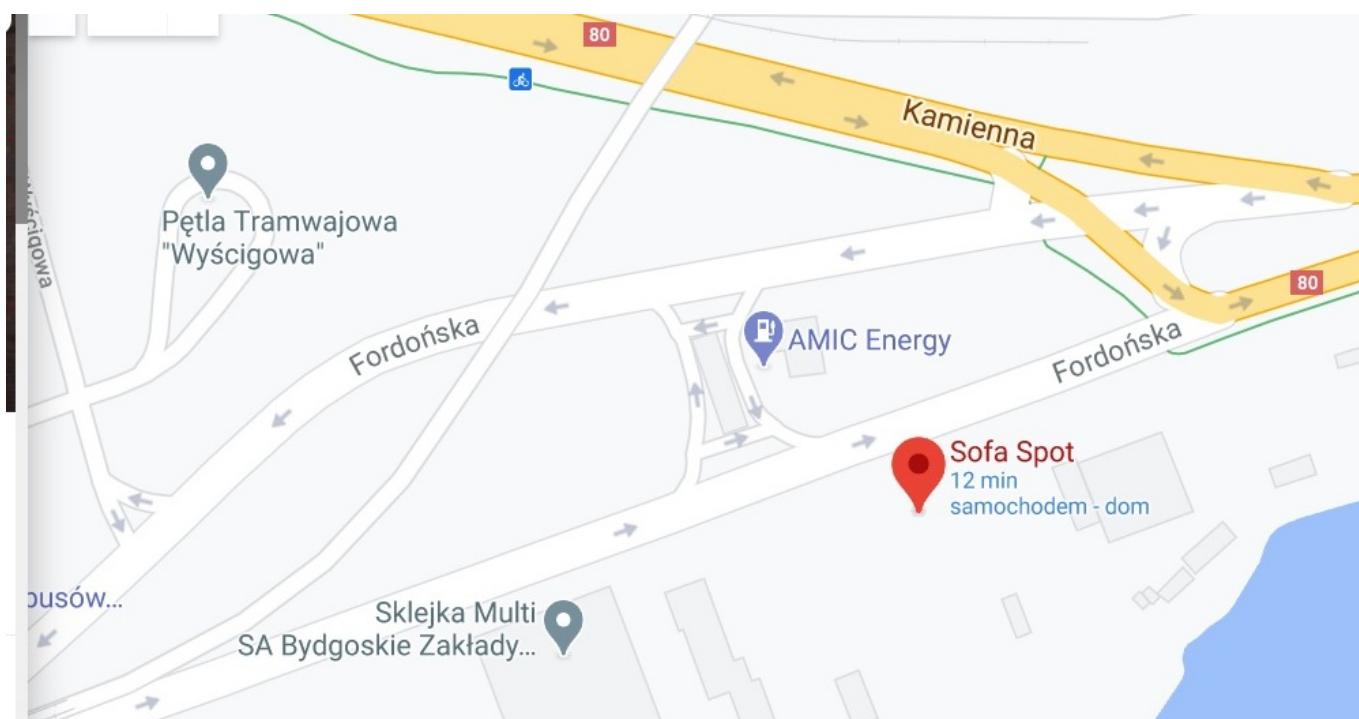 80
Kamienna
Pętla Tramwajowa
"Wyścigowa"
80
AMIC Energy
Fordońska
Fordońska
Sofa Spot
12 min
samochodem - dom
Sklejka Multi
SA Bydgoskie Zakłady...